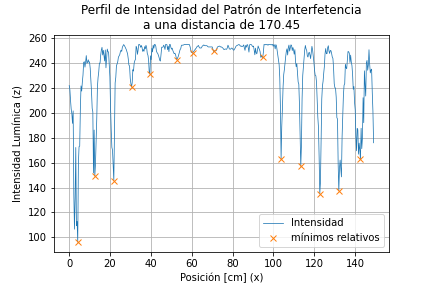 Perfil de Intensidad del Patrón de Interfetencia
a una distancia de 170.45
Intensidad Lumínica (z)
260
240
220
200
180
160
140
120
100
0
20
40
60
80
100
120
140
Posición [cm] (x)
Intensidad
mínimos relativos